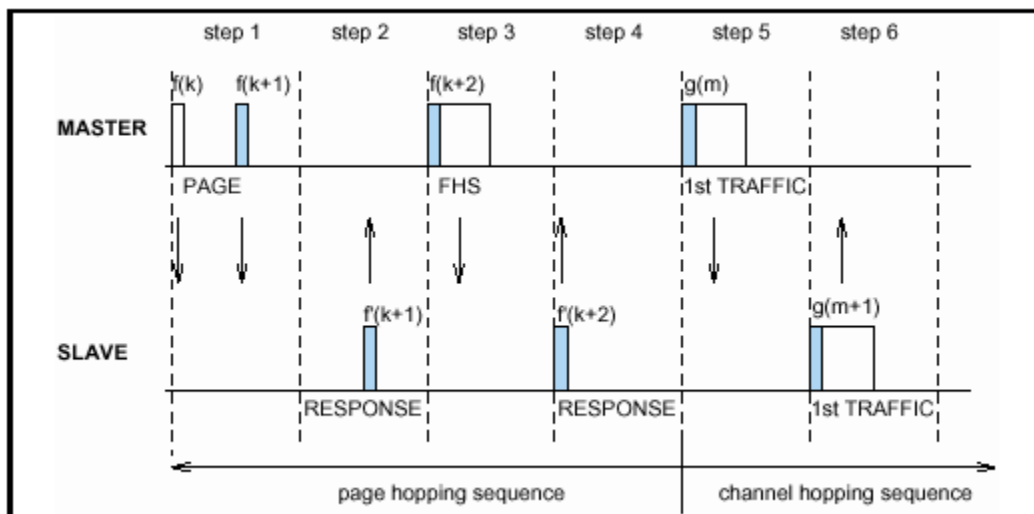 step 1 step 2 step 3 step 4 step 5 step 6
f(k) f(k+1) f(k+2) g(m)
MASTER
PAGE FHS 1st TRAFFIC
f'(k+1) f'(k+2) g(m+1)
SLAVE
RESPONSE RESPONSE 1st TRAFFIC
page hopping sequence channel hopping sequence